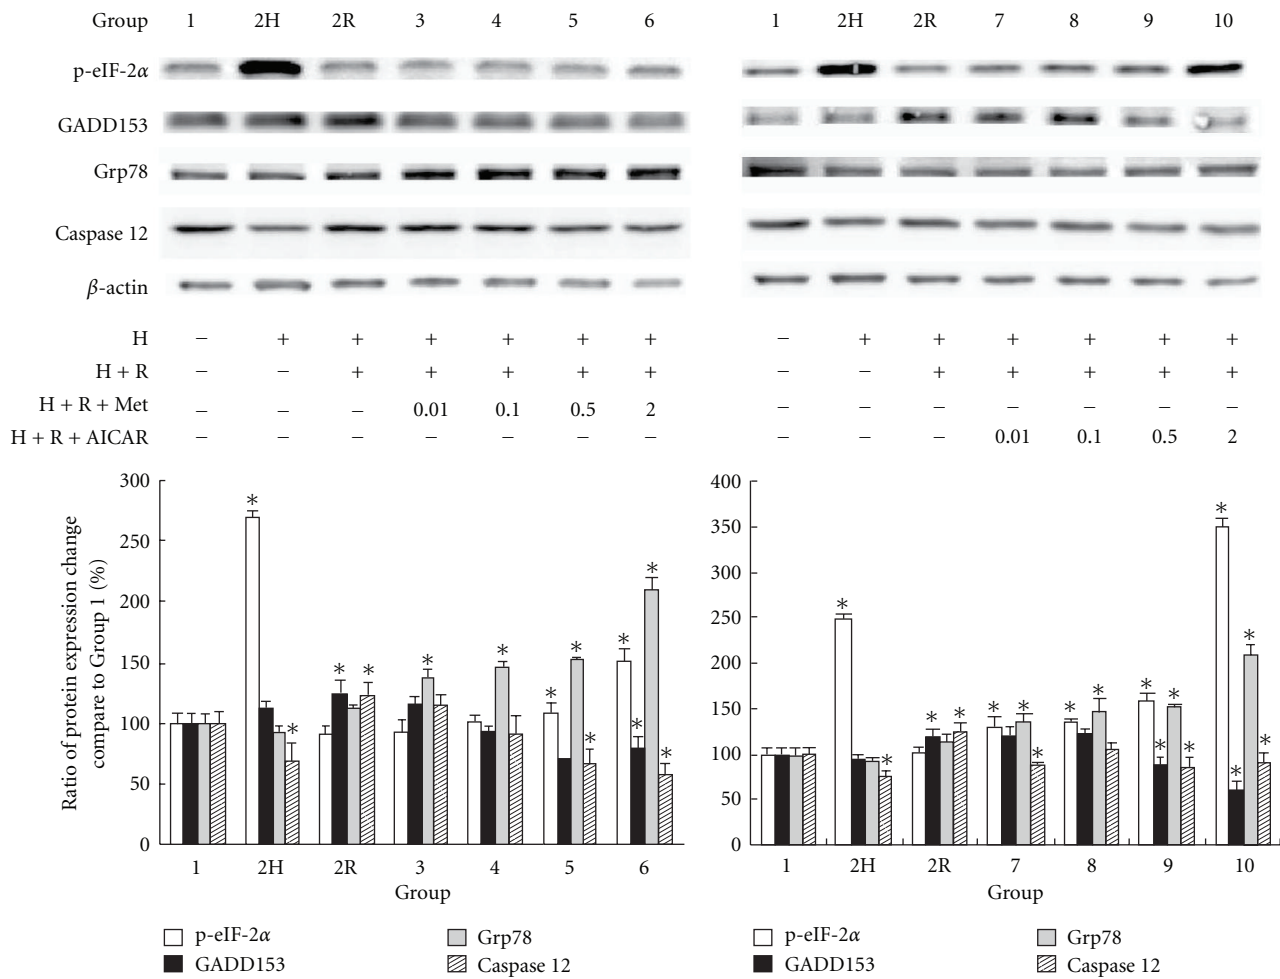 Group 1 2H 2R 3 4 5 6 1 2H 2R 7 8 9 10
p-eIF-2α
GADD153
Grp78
Caspase 12
β-actin
H − + + + + + + − + + + + + +
H + R − − + + + + + − − + + + + +
H + R + Met − − − 0.01 0.1 0.5 2 − − − − − − −
H + R + AICAR − − − − − − − − − − 0.01 0.1 0.5 2
Ratio of protein expression change
compare to Group 1 (%)
300
250
200
150
100
50
0
* * * * * * * * * * * * *
1 2H 2R 3 4 5 6
Group
p-eIF-2α
GADD153
Grp78
Caspase 12
400
350
300
250
200
150
100
50
0
* * * * * * * * * * * * * * * * *
1 2H 2R 7 8 9 10
Group
p-eIF-2α
GADD153
Grp78
Caspase 12